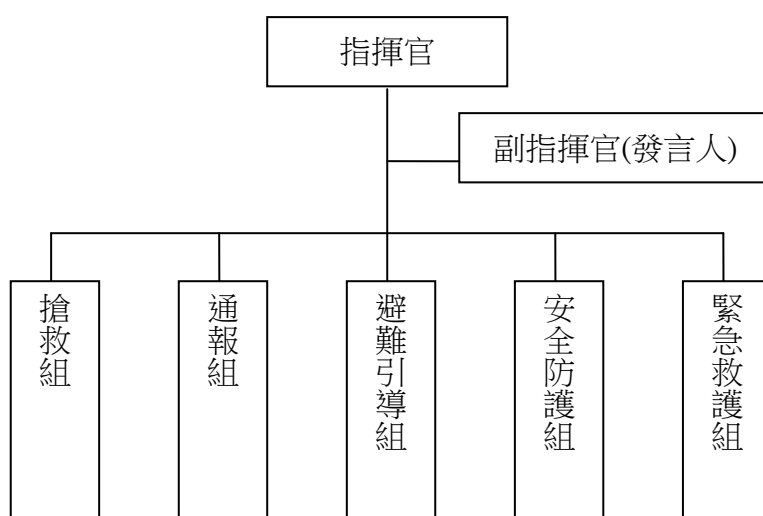 指揮官
副指揮官(發言人)
搶救組
通報組
避難引導組
安全防護組
緊急救護組